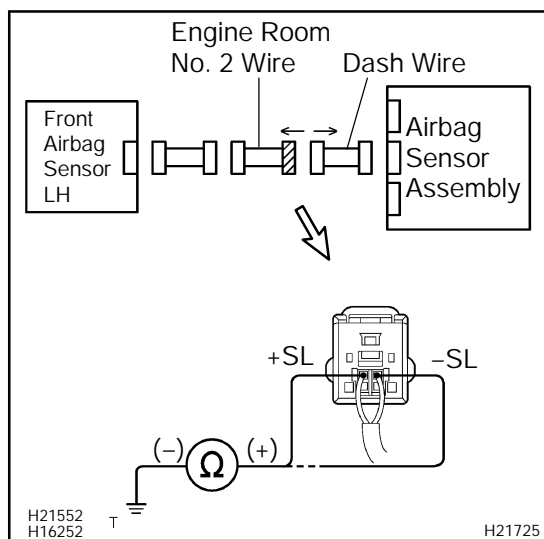 Engine Room
No. 2 Wire
Dash Wire
Front
Airbag
Sensor
LH
Airbag
Sensor
Assembly
+SL
−SL
(−)
Ω
(+)
H21552
H16252
T
H21725